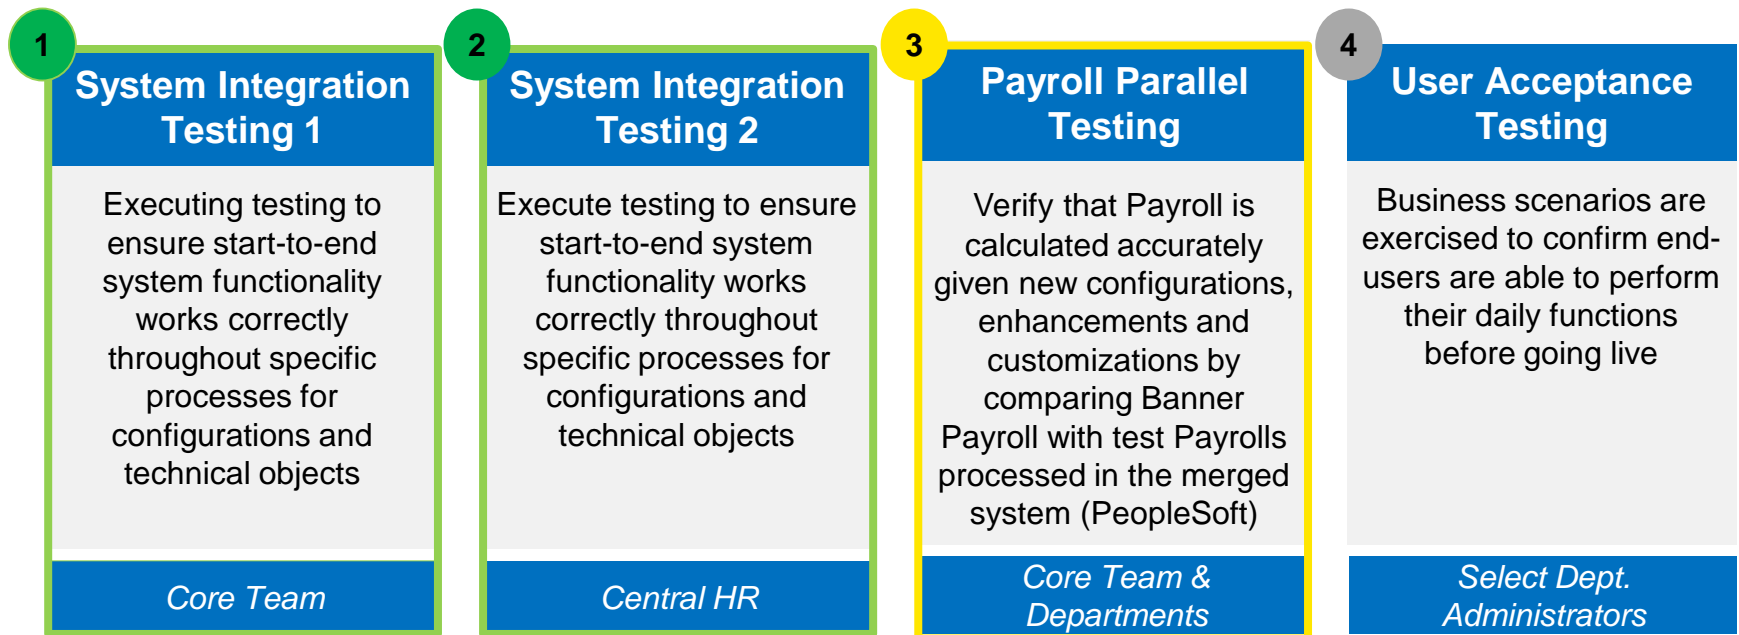 1
System Integration
Testing 1
Executing testing to
ensure start-to-end
system functionality
works correctly
throughout specific
processes for
configurations and
technical objects
Core Team
2
System Integration
Testing 2
Execute testing to ensure
start-to-end system
functionality works
correctly throughout
specific processes for
configurations and
technical objects
Central HR
3
Payroll Parallel
Testing
Verify that Payroll is
calculated accurately
given new configurations,
enhancements and
customizations by
comparing Banner
Payroll with test Payrolls
processed in the merged
system (PeopleSoft)
Core Team &
Departments
4
User Acceptance
Testing
Business scenarios are
exercised to confirm end-
users are able to perform
their daily functions
before going live
Select Dept.
Administrators